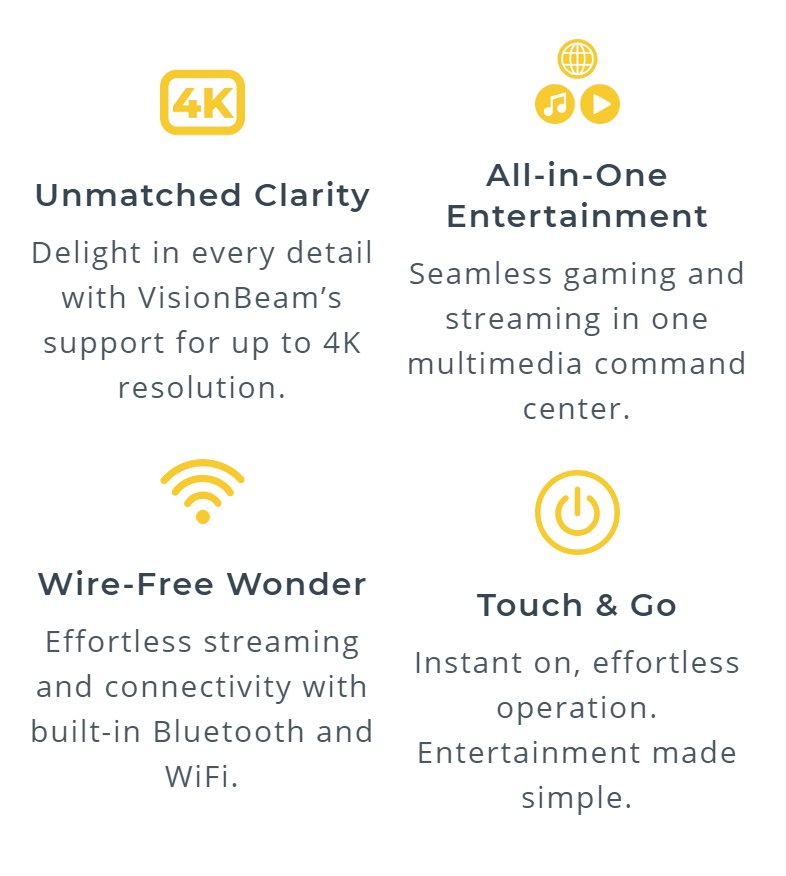 4K
Unmatched Clarity
Delight in every detail
with VisionBeam’s
support for up to 4K
resolution.
All-in-One
Entertainment
Seamless gaming and
streaming in one
multimedia command
center.
Wire-Free Wonder
Effortless streaming
and connectivity with
built-in Bluetooth and
WiFi.
Touch & Go
Instant on, effortless
operation.
Entertainment made
simple.